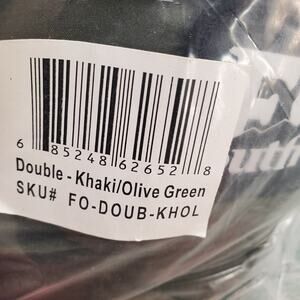 6 85248 62652 8
Double - Khaki/Olive Green
SKU# FO-DOUB-KHOL